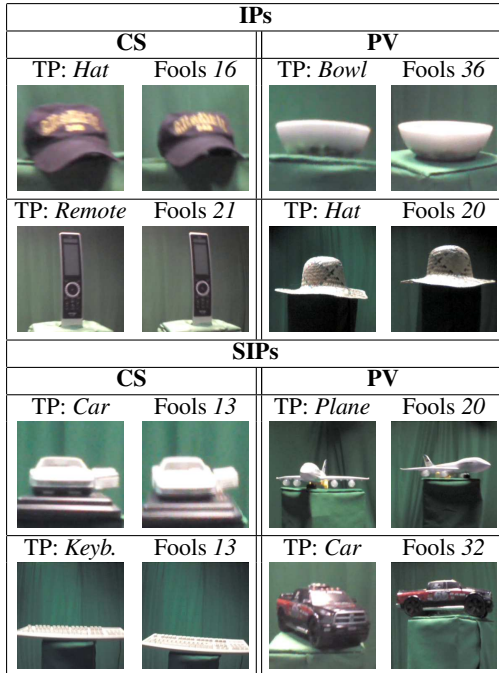 IPs
CS PV
TP: Hat Fools 16 TP: Bowl Fools 36
TP: Remote Fools 21 TP: Hat Fools 20
SIPs
CS PV
TP: Car Fools 13 TP: Plane Fools 20
TP: Keyb. Fools 13 TP: Car Fools 32